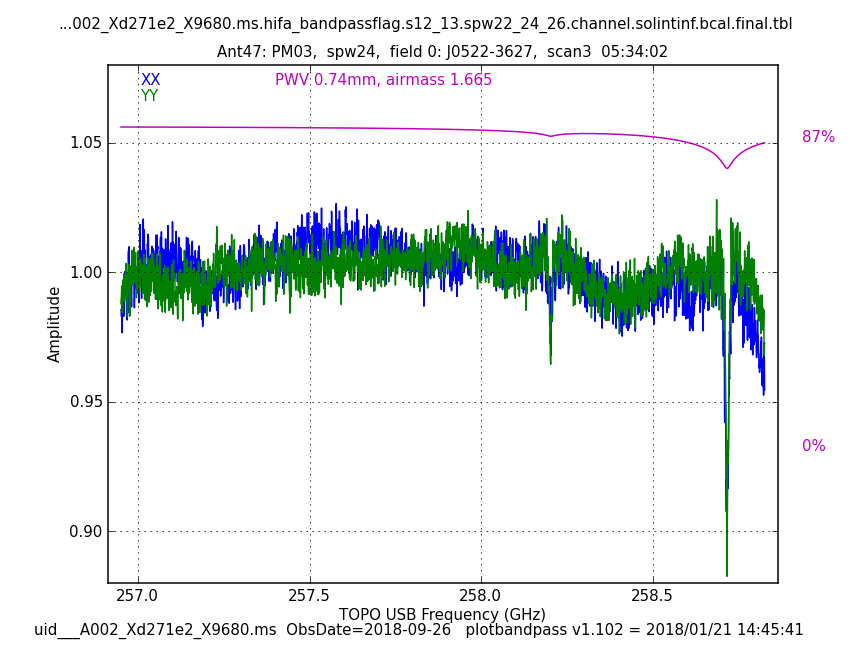 ...002_Xd271e2_X9680.ms.hifa_bandpassflag.s12_13.spw22_24_26.channel.solintinf.bcal.final.tbl
Ant47: PM03,  spw24,  field 0: J0522-3627,  scan3  05:34:02
XX
YY
PWV 0.74mm, airmass 1.665
87%
0%
1.05
1.00
0.95
0.90
Amplitude
257.0
257.5
258.0
258.5
TOPO USB Frequency (GHz)
uid___A002_Xd271e2_X9680.ms  ObsDate=2018-09-26   plotbandpass v1.102 = 2018/01/21 14:45:41